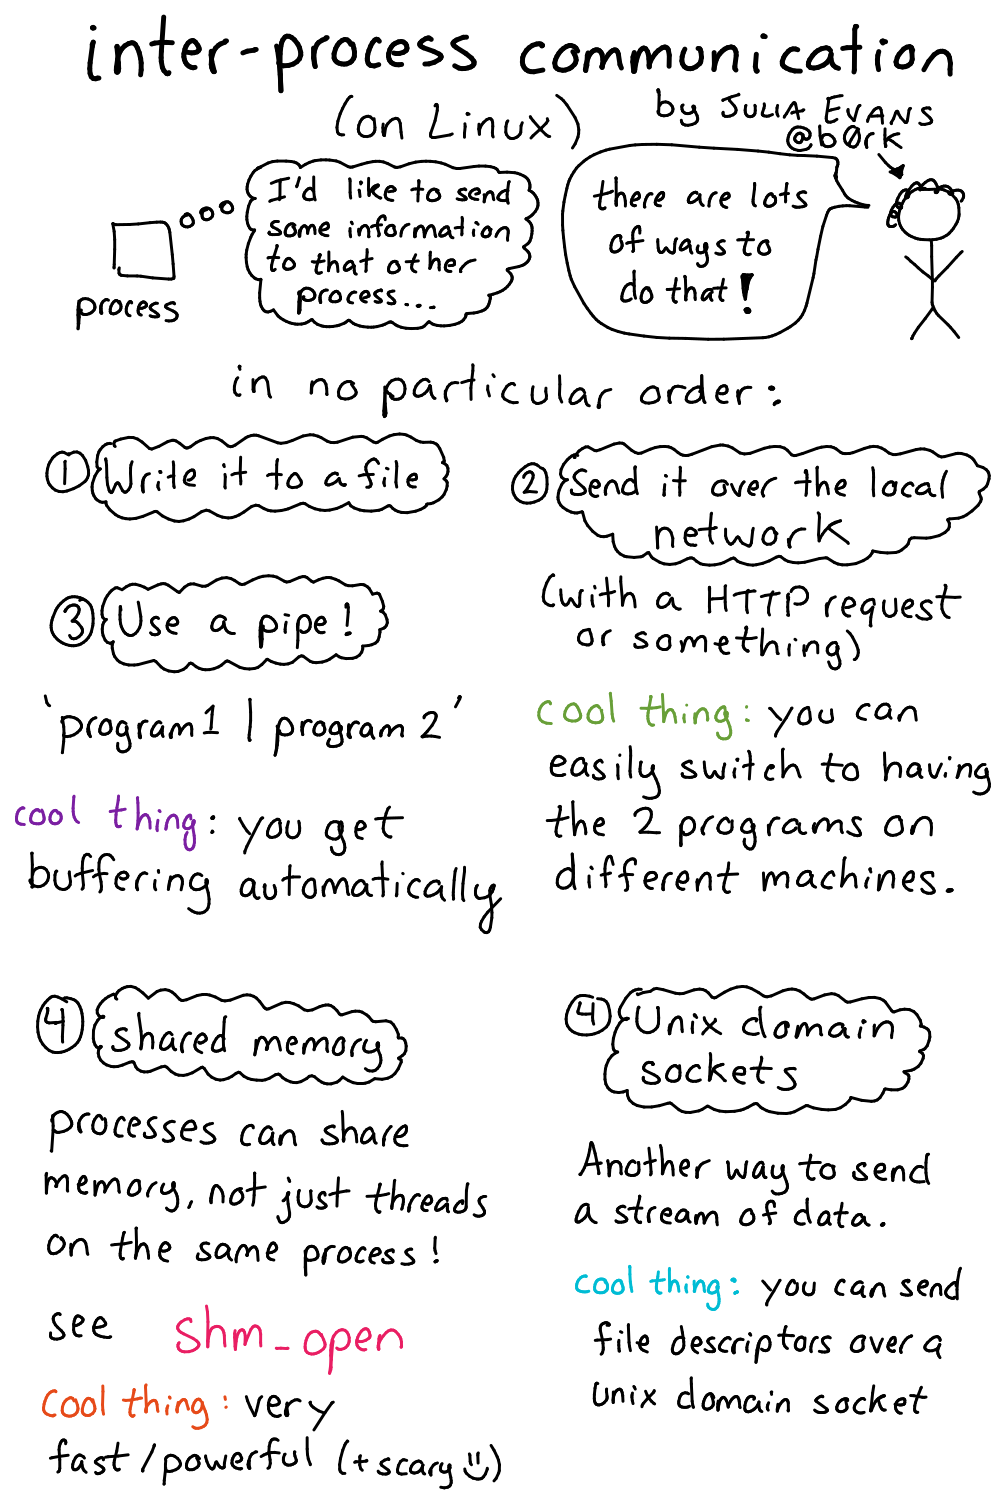 inter-process communication
(on Linux)
by JULIA EVANS
@b0rk
process
I'd like to send
some information
to that other
process...
there are lots
of ways to
do that!
in no particular order:
① Write it to a file
② Send it over the local
network
(with a HTTP request
or something)
cool thing: you can
easily switch to having
the 2 programs on
different machines.
③ Use a pipe!
'program1 | program 2'
cool thing: you get
buffering automatically
④ shared memory
processes can share
memory, not just threads
on the same process!
see shm_open
cool thing: very
fast/powerful (+scary☺)
④ Unix domain
sockets
Another way to send
a stream of data.
cool thing: you can send
file descriptors over a
unix domain socket